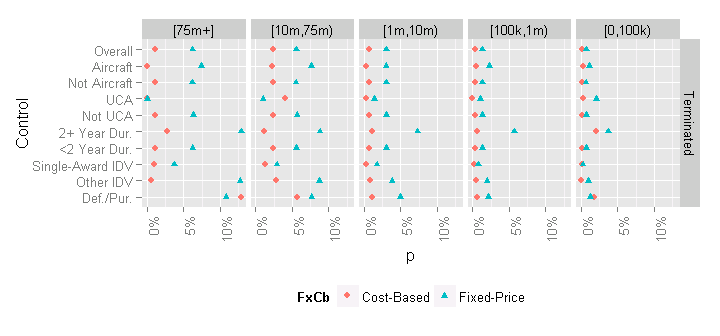 [75m+] [10m,75m) [1m,10m) [100k,1m) [0,100k)
Control
Overall
Aircraft
Not Aircraft
UCA
Not UCA
2+ Year Dur.
<2 Year Dur.
Single-Award IDV
Other IDV
Def./Pur.
Terminated
0% 5% 10% 0% 5% 10% 0% 5% 10% 0% 5% 10% 0% 5% 10%
p
FxCb Cost-Based Fixed-Price